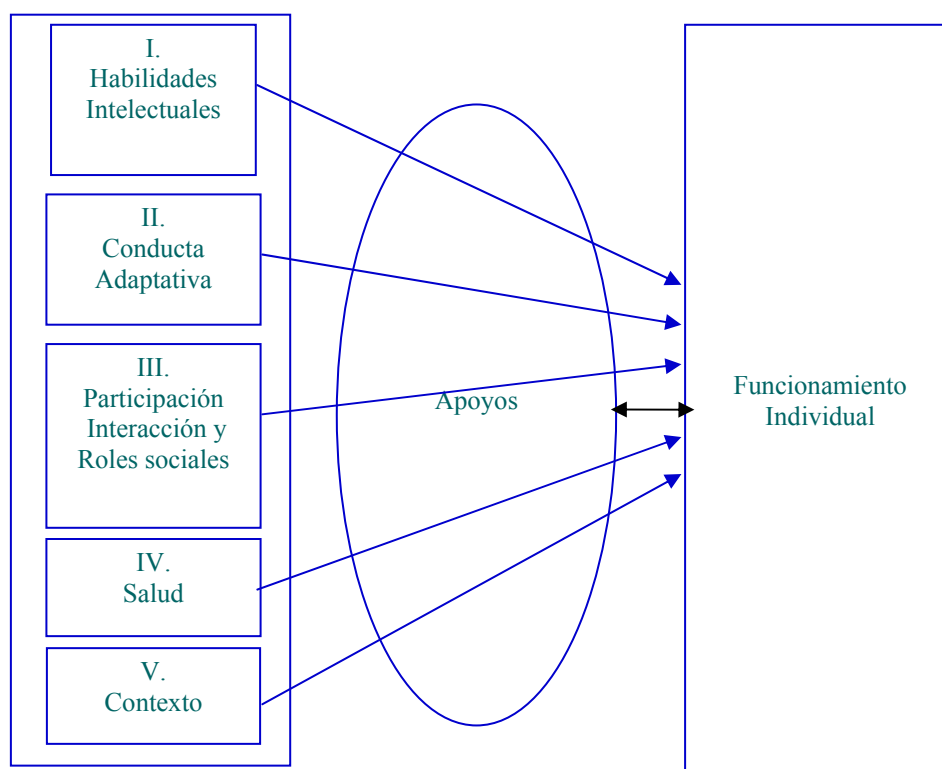 I.
Habilidades
Intelectuales
II.
Conducta
Adaptativa
III.
Participación
Interacción y
Roles sociales
IV.
Salud
V.
Contexto
Apoyos
Funcionamiento
Individual